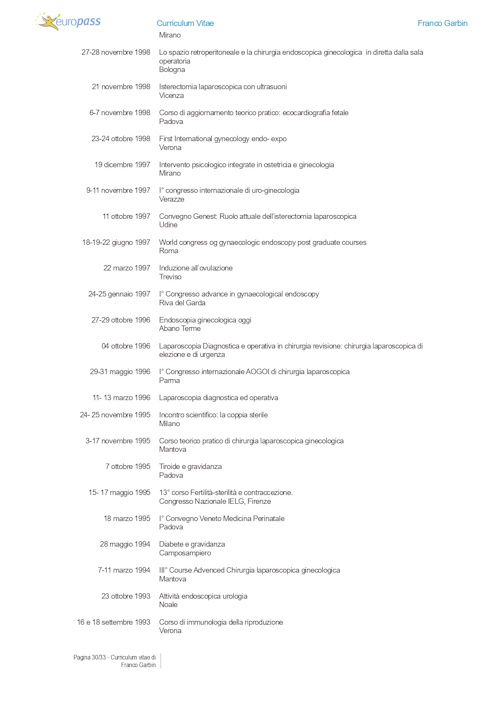 europass
Curriculum Vitae
Franco Garbin
Mirano
27-28 novembre 1998 Lo spazio retroperitoneale e la chirurgia endoscopica ginecologica in diretta dalla sala
operatoria
Bologna
21 novembre 1998 Isterectomia laparoscopica con ultrasuoni
Vicenza
6-7 novembre 1998 Corso di aggiornamento teorico pratico: ecocardiografia fetale
Padova
23-24 ottobre 1998 First International gynecology endo- expo
Verona
19 dicembre 1997 Intervento psicologico integrate in ostetricia e ginecologia
Mirano
9-11 novembre 1997 I° congresso internazionale di uro-ginecologia
Verazze
11 ottobre 1997 Convegno Genest: Ruolo attuale dell'isterectomia laparoscopica
Udine
18-19-22 giugno 1997 World congress og gynaecologic endoscopy post graduate courses
Roma
22 marzo 1997 Induzione all'ovulazione
Treviso
24-25 gennaio 1997 I° Congresso advance in gynaecological endoscopy
Riva del Garda
27-29 ottobre 1996 Endoscopia ginecologica oggi
Abano Terme
04 ottobre 1996 Laparoscopia Diagnostica e operativa in chirurgia revisione: chirurgia laparoscopica di
elezione e di urgenza
29-31 maggio 1996 I° Congresso internazionale AOGOI di chirurgia laparoscopica
Parma
11- 13 marzo 1996 Laparoscopia diagnostica ed operativa
24- 25 novembre 1995 Incontro scientifico: la coppia sterile
Milano
3-17 novembre 1995 Corso teorico pratico di chirurgia laparoscopica ginecologica
Mantova
7 ottobre 1995 Tiroide e gravidanza
Padova
15- 17 maggio 1995 13° corso Fertilità-sterilità e contraccezione.
Congresso Nazionale IELG, Firenze
18 marzo 1995 I° Convegno Veneto Medicina Perinatale
Padova
28 maggio 1994 Diabete e gravidanza
Camposampiero
7-11 marzo 1994 III° Course Advenced Chirurgia laparoscopica ginecologica
Mantova
23 ottobre 1993 Attività endoscopica urologia
Noale
16 e 18 settembre 1993 Corso di immunologia della riproduzione
Verona
Pagina 30/33 - Curriculum vitae di
Franco Garbin